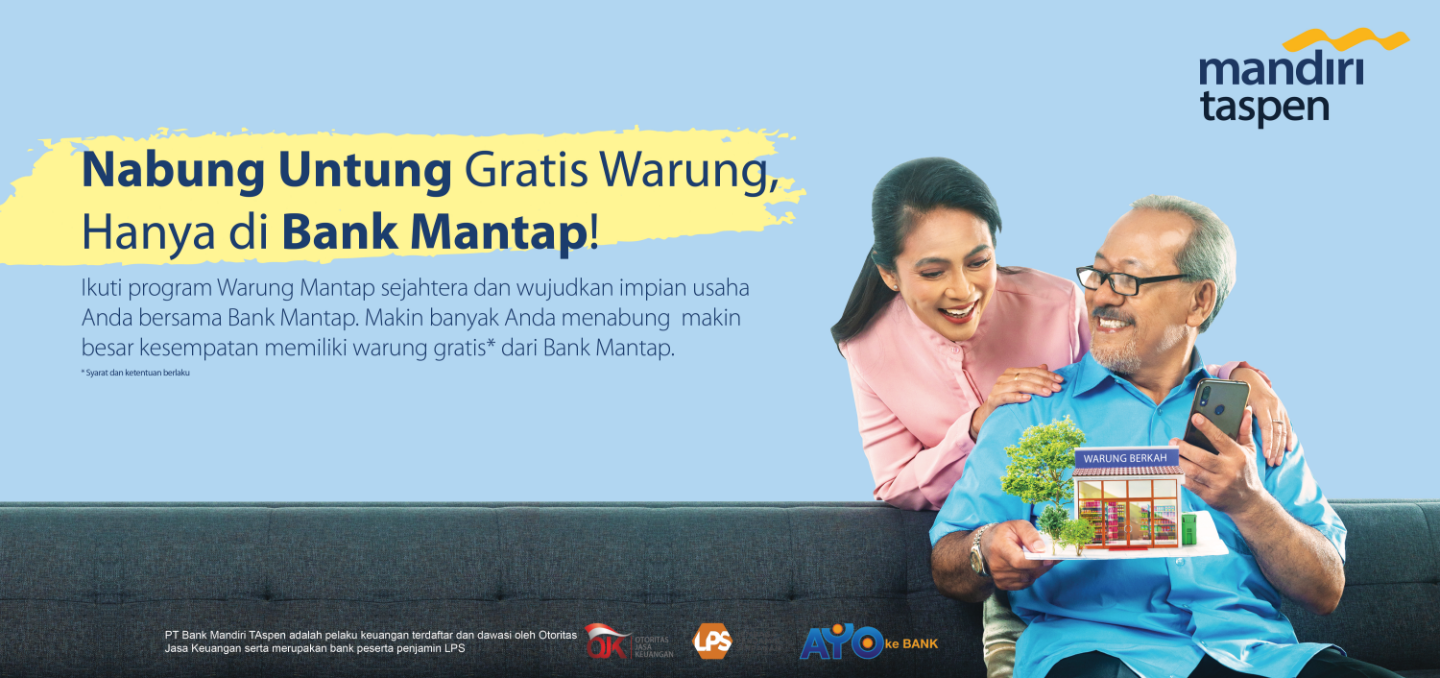 mandiri
taspen
Nabung Untung Gratis Warung,
Hanya di Bank Mantap!
Ikuti program Warung Mantap sejahtera dan wujudkan impian usaha
Anda bersama Bank Mantap. Makin banyak Anda menabung makin
besar kesempatan memiliki warung gratis* dari Bank Mantap.
* Syarat dan ketentuan berlaku
WARUNG BERKAH
PT Bank Mandiri TAspen adalah pelaku keuangan terdaftar dan dawasi oleh Otoritas
Jasa Keuangan serta merupakan bank peserta penjamin LPS
OJK
OTORITAS
JASA
KEUANGAN
LPS
AYO ke BANK